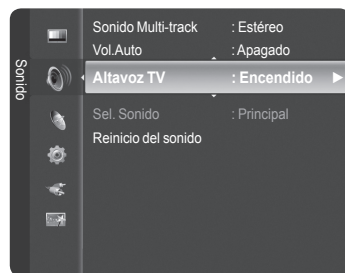 Sonido
Sonido Multi-track : Estéreo
Vol.Auto : Apagado
Altavoz TV : Encendido
Sel. Sonido : Principal
Reinicio del sonido